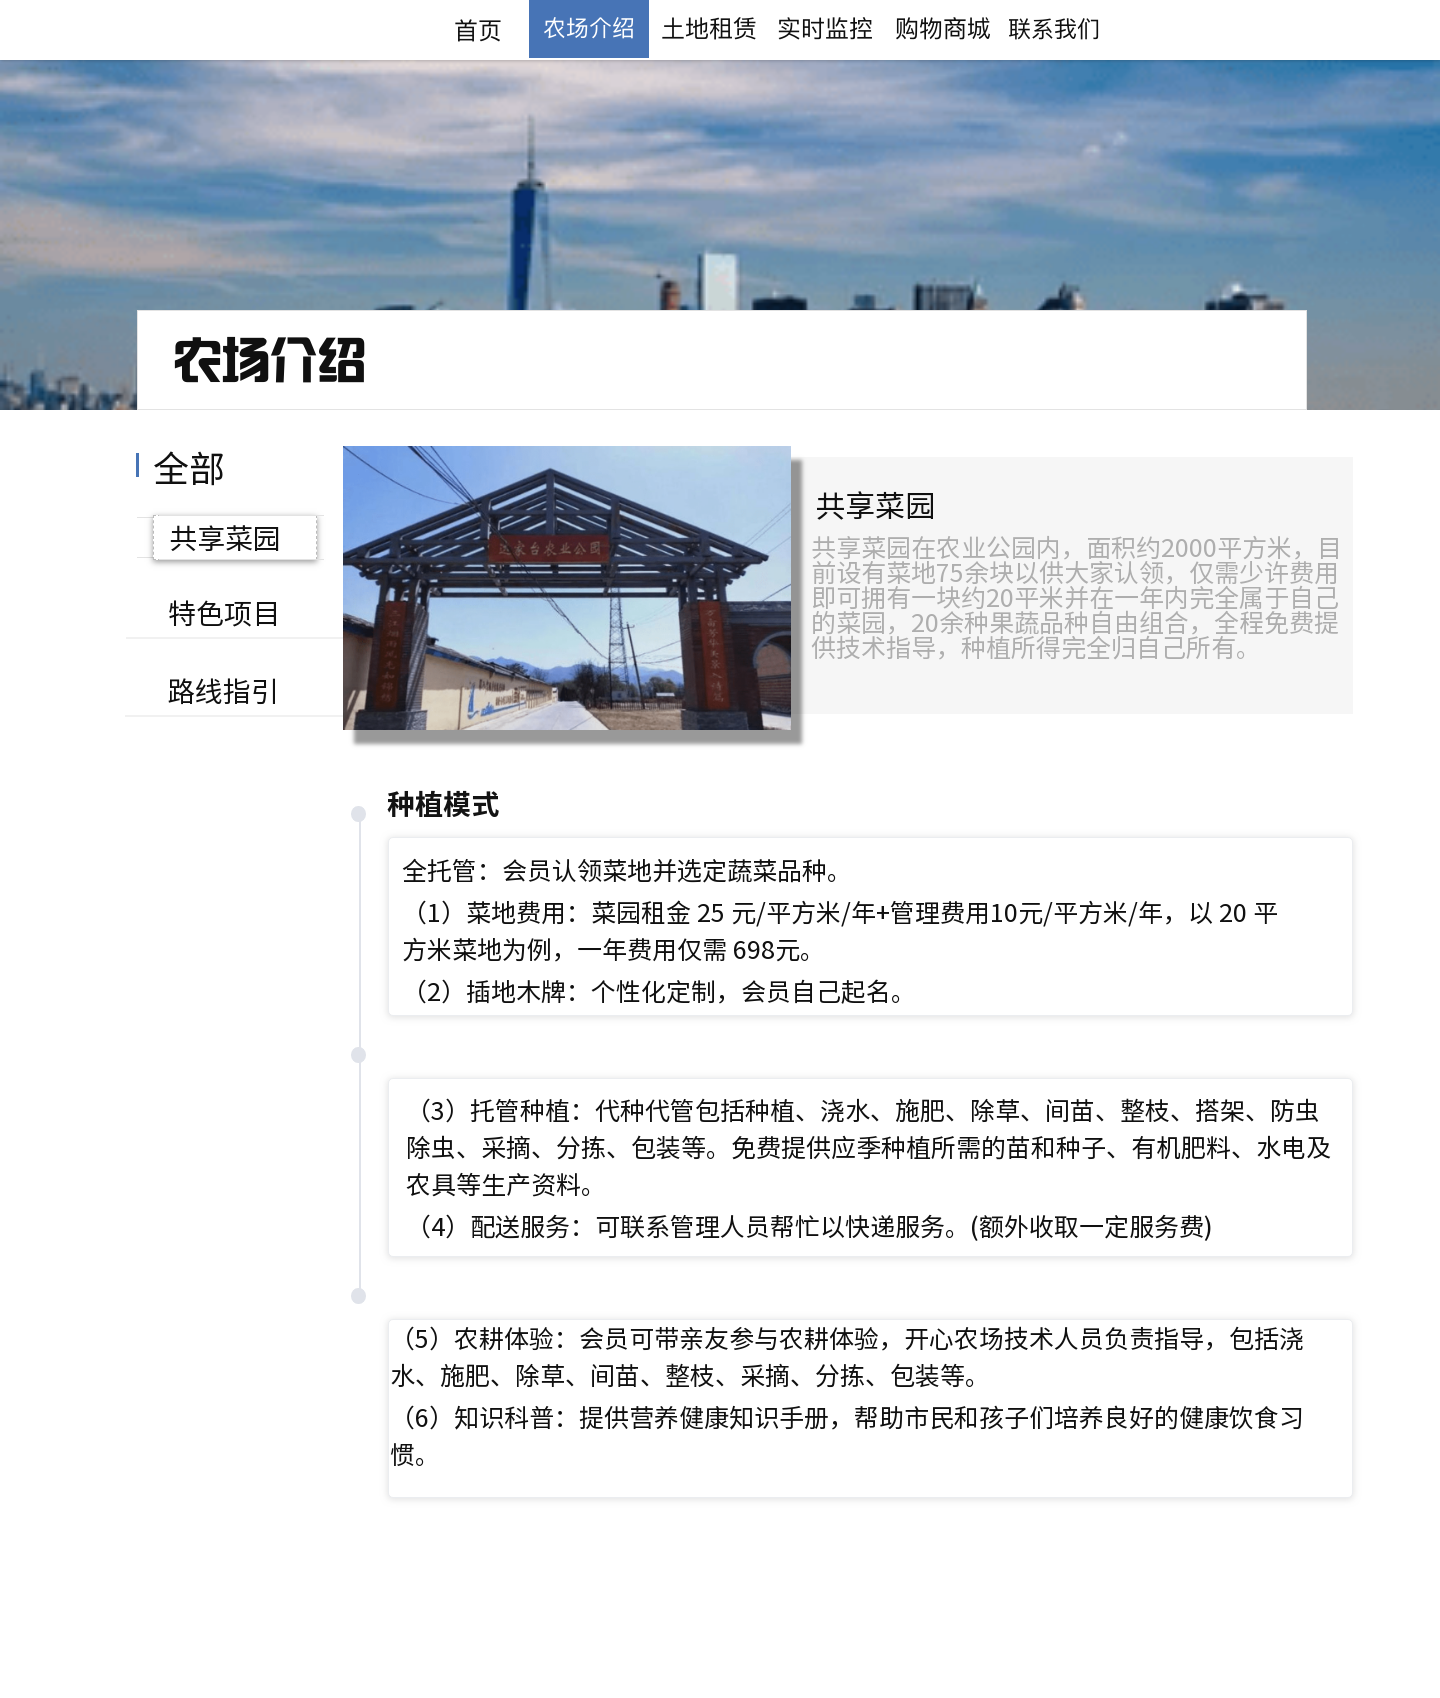 首页 农场介绍 土地租赁 实时监控 购物商城 联系我们
农场介绍
全部
共享菜园
特色项目
路线指引
农业公园
共享菜园
共享菜园在农业公园内，面积约2000平方米，目
前设有菜地75余块以供大家认领，仅需少许费用
即可拥有一块约20平米并在一年内完全属于自己
的菜园，20余种果蔬品种自由组合，全程免费提
供技术指导，种植所得完全归自己所有。
种植模式
全托管：会员认领菜地并选定蔬菜品种。
（1）菜地费用：菜园租金 25 元/平方米/年+管理费用10元/平方米/年，以 20 平
方米菜地为例，一年费用仅需 698元。
（2）插地木牌：个性化定制，会员自己起名。
（3）托管种植：代种代管包括种植、浇水、施肥、除草、间苗、整枝、搭架、防虫
除虫、采摘、分拣、包装等。免费提供应季种植所需的苗和种子、有机肥料、水电及
农具等生产资料。
（4）配送服务：可联系管理人员帮忙以快递服务。(额外收取一定服务费)
（5）农耕体验：会员可带亲友参与农耕体验，开心农场技术人员负责指导，包括浇
水、施肥、除草、间苗、整枝、采摘、分拣、包装等。
（6）知识科普：提供营养健康知识手册，帮助市民和孩子们培养良好的健康饮食习
惯。